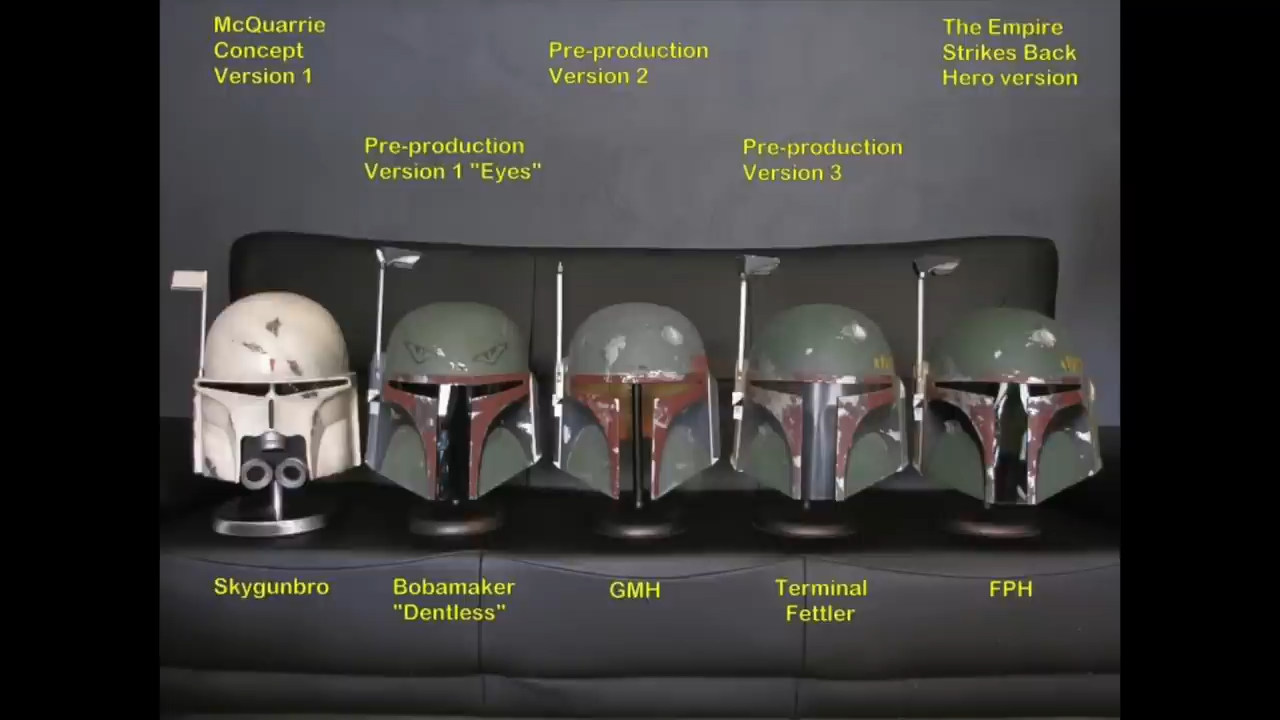 McQuarrie
Concept
Version 1
Pre-production
Version 1 "Eyes"
Pre-production
Version 2
Pre-production
Version 3
The Empire
Strikes Back
Hero version
Skygunbro
Bobamaker
"Dentless"
GMH
Terminal
Fettler
FPH